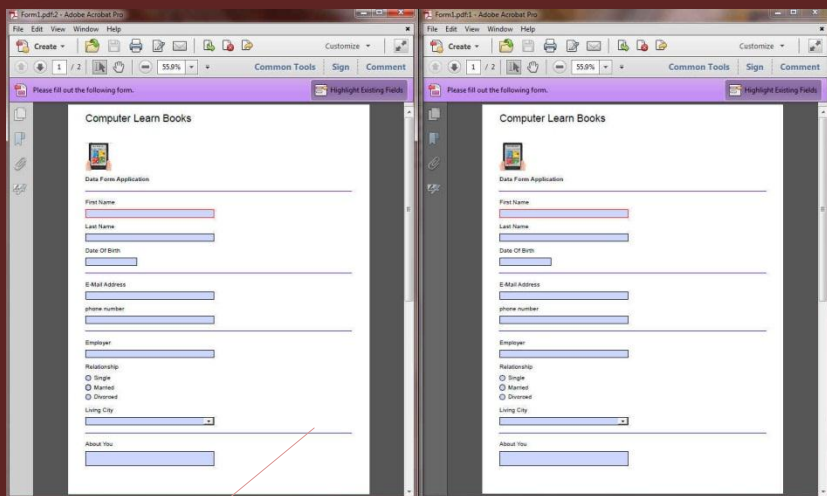 Form1.pdf:2 - Adobe Acrobat Pro
File Edit View Window Help
Create
Customize
1 / 2
55.9%
Common Tools Sign Comment
Please fill out the following form.
Highlight Existing Fields
Computer Learn Books
Data Form Application
First Name
Last Name
Date Of Birth
E-Mail Address
phone number
Employer
Relationship
Single
Married
Divorced
Living City
About You
Form1.pdf:1 - Adobe Acrobat Pro
File Edit View Window Help
Create
Customize
1 / 2
55.9%
Common Tools Sign Comment
Please fill out the following form.
Highlight Existing Fields
Computer Learn Books
Data Form Application
First Name
Last Name
Date Of Birth
E-Mail Address
phone number
Employer
Relationship
Single
Married
Divorced
Living City
About You